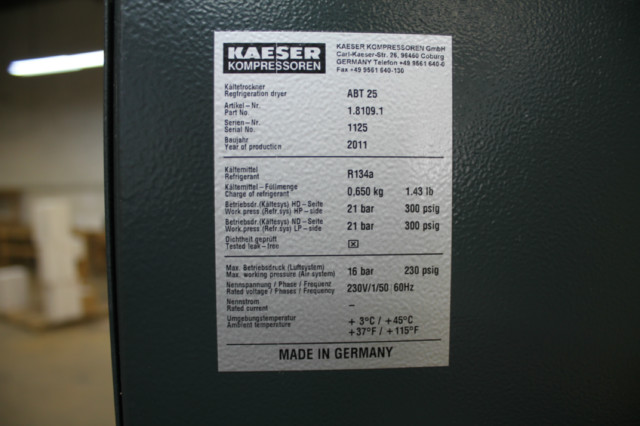 KAESER
KOMPRESSOREN
KAESER KOMPRESSOREN GmbH
Carl-Kaeser-Str. 26, 96450 Coburg
GERMANY Telefon +49 9561 640-0
Fax +49 9561 640-130
Kältetrockner
Regfrigeration dryer ABT 25
Artikel-Nr.
Part No. 1.8109.1
Serien-Nr.
Serial No. 1125
Baujahr
Year of production 2011
Kältemittel
Refrigerant R134a
Kältemittel-Füllmenge
Charge of refrigerant 0,650 kg 1.43 lb
Betriebsdr.(Kältesys) HD-Seite
Work.press (Refr.sys) HP-side 21 bar 300 psig
Betriebsdr.(Kältesys) ND-Seite
Work.press (Refr.sys) LP-side 21 bar 300 psig
Dichtheit geprüft
Tested leak-free ☒
Max. Betriebsdruck (Luftsystem)
Max. working pressure (Air-system) 16 bar 230 psig
Nennspannung / Phase / Frequenz
Rated voltage / Phases / Frequency 230V/1/50 60Hz
Nennstrom
Rated current –
Umgebungstemperatur + 3°C / +45°C
Ambient temperature +37°F / +115°F
MADE IN GERMANY